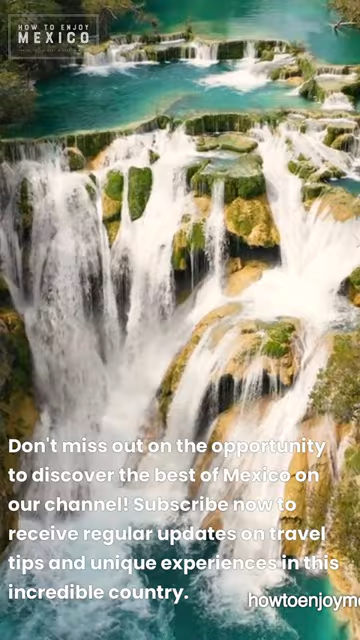 HOW TO ENJOY
MEXICO
Don't miss out on the opportunity
to discover the best of Mexico on
our channel! Subscribe now to
receive regular updates on travel
tips and unique experiences in this
incredible country.
howtoenjoyme